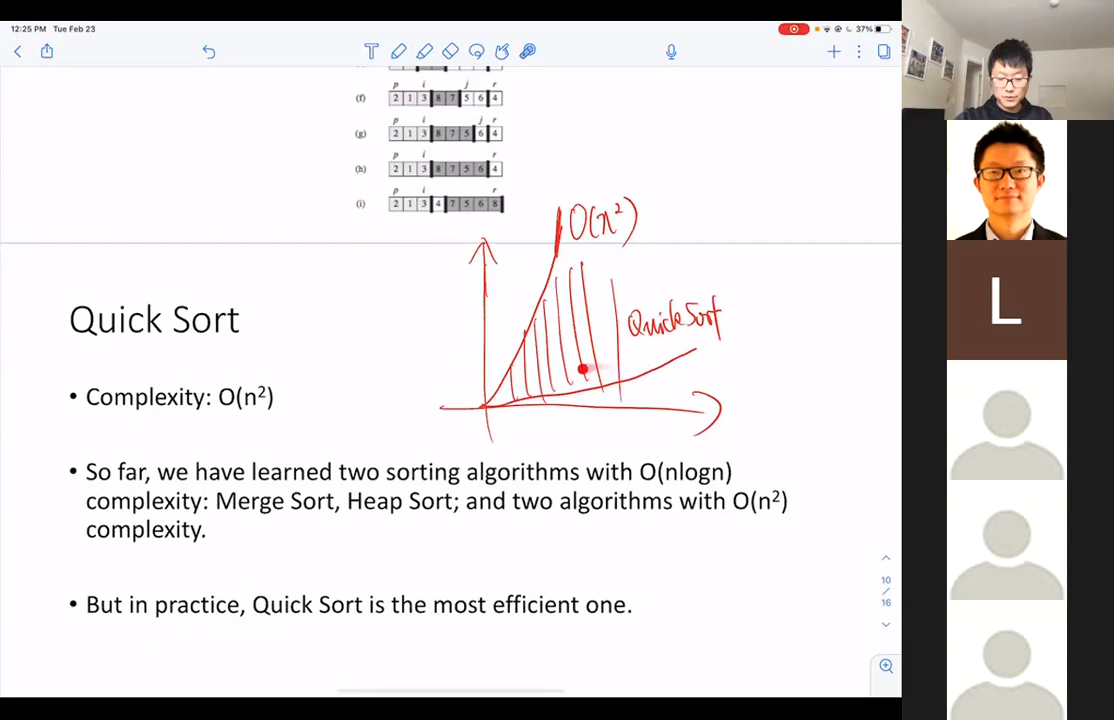 12:25 PM Tue Feb 23
37%
T
p i j r
(f) 2 1 3 8 7 5 6 4
p i j r
(g) 2 1 3 8 7 5 6 4
p i r
(h) 2 1 3 8 7 5 6 4
p i r
(i) 2 1 3 4 7 5 6 8
O(n²)
Quick Sort
QuickSort
• Complexity: O(n²)
• So far, we have learned two sorting algorithms with O(nlogn)
complexity: Merge Sort, Heap Sort; and two algorithms with O(n²)
complexity.
• But in practice, Quick Sort is the most efficient one.
10
/
16
L